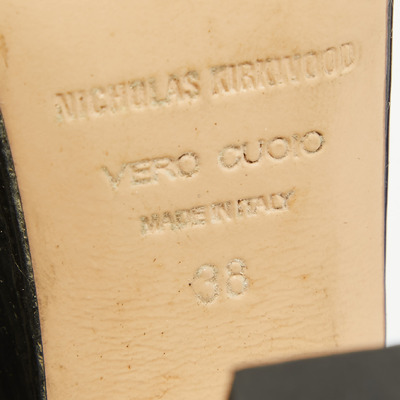 NICHOLAS KIRKWOOD
VERO CUOIO
MADE IN ITALY
38